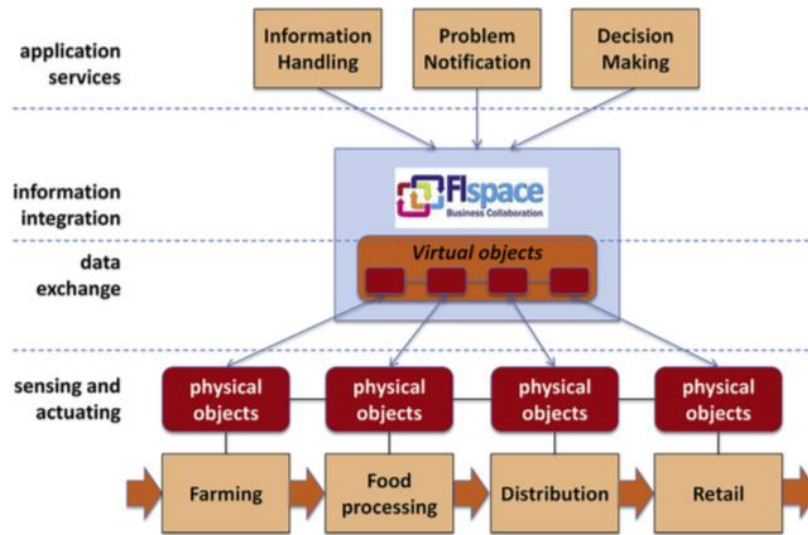 application
services
Information
Handling
Problem
Notification
Decision
Making
information
integration
FIspace
Business Collaboration
data
exchange
Virtual objects
sensing and
actuating
physical
objects
physical
objects
physical
objects
physical
objects
Farming
Food
processing
Distribution
Retail